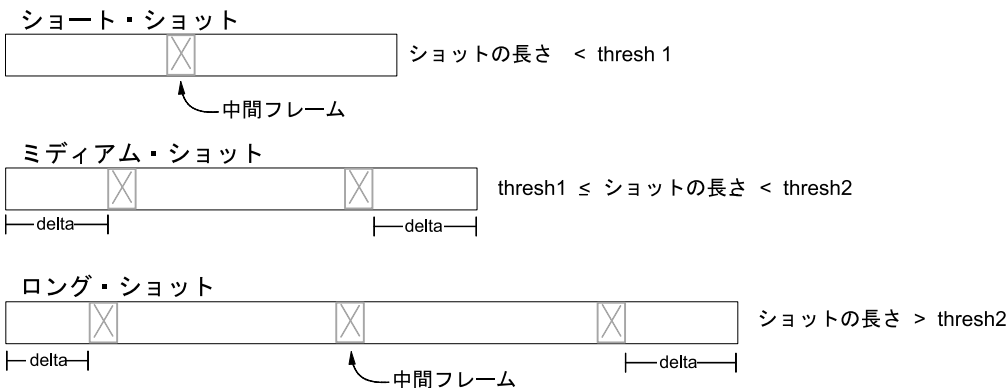 ショート・ショット
ショットの長さ < thresh 1
中間フレーム
ミディアム・ショット
thresh1 ≤ ショットの長さ < thresh2
delta
delta
ロング・ショット
ショットの長さ > thresh2
delta
delta
中間フレーム